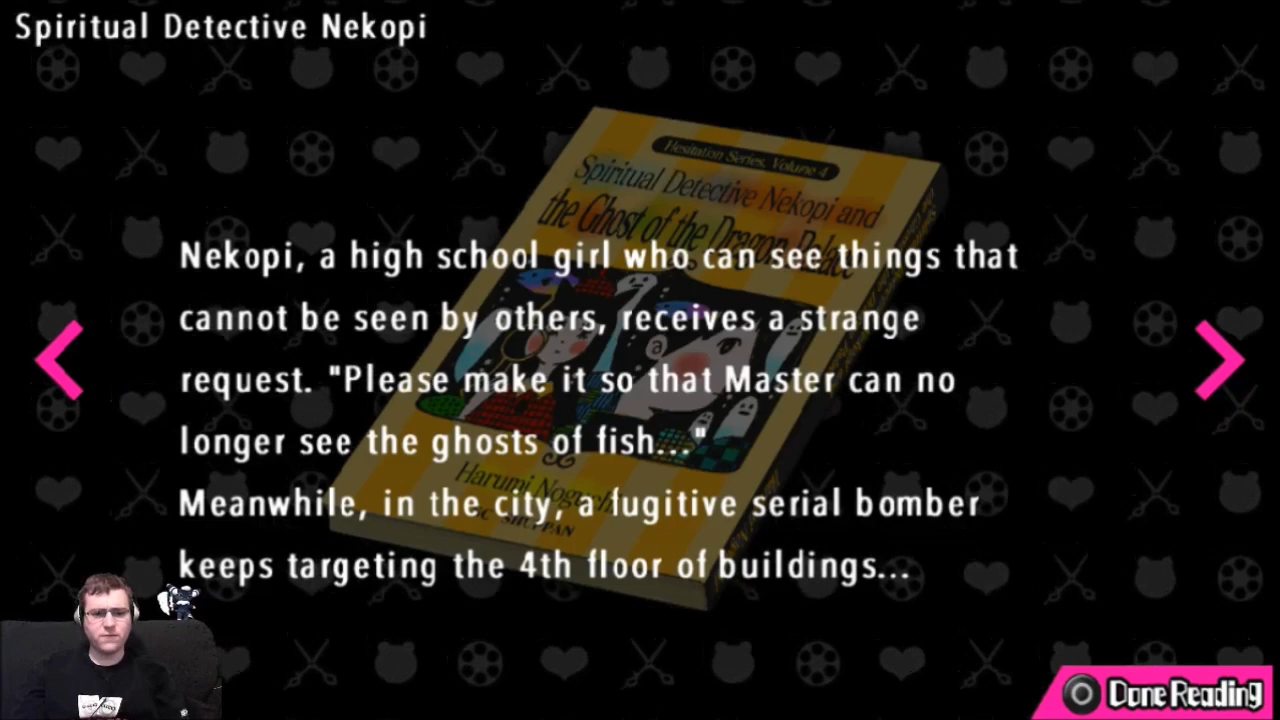 Spiritual Detective Nekopi
Hesitation Series, Volume 4
Spiritual Detective Nekopi and
the Ghost of the Dragon Palace
Nekopi, a high school girl who can see things that
cannot be seen by others, receives a strange
request. "Please make it so that Master can no
longer see the ghosts of fish..."
Harumi Noguchi
Meanwhile, in the city, a fugitive serial bomber
SHUPPAN
keeps targeting the 4th floor of buildings...
Done Reading